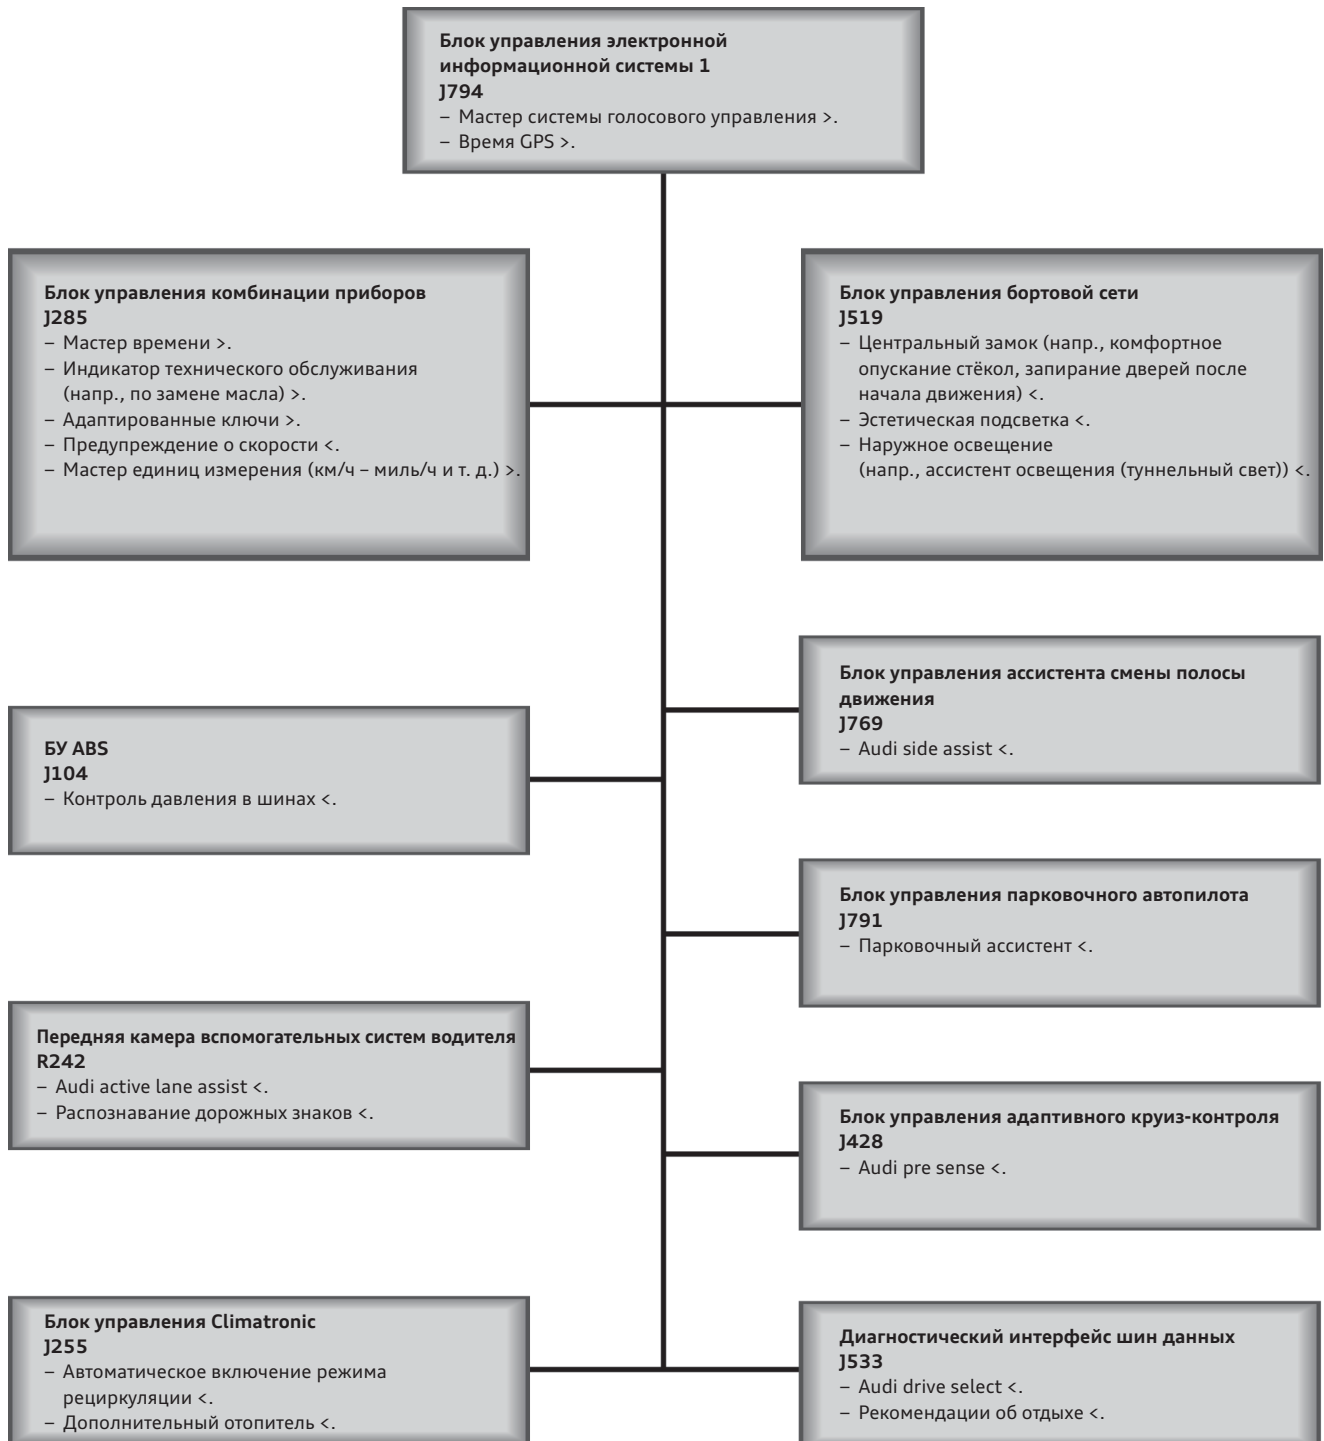 Блок управления электронной
информационной системы 1
J794
– Мастер системы голосового управления >.
– Время GPS >.
Блок управления комбинации приборов
J285
– Мастер времени >.
– Индикатор технического обслуживания
(напр., по замене масла) >.
– Адаптированные ключи >.
– Предупреждение о скорости <.
– Мастер единиц измерения (км/ч – миль/ч и т. д.) >.
Блок управления бортовой сети
J519
– Центральный замок (напр., комфортное
опускание стёкол, запирание дверей после
начала движения) <.
– Эстетическая подсветка <.
– Наружное освещение
(напр., ассистент освещения (туннельный свет)) <.
Блок управления ассистента смены полосы
движения
J769
– Audi side assist <.
БУ ABS
J104
– Контроль давления в шинах <.
Блок управления парковочного автопилота
J791
– Парковочный ассистент <.
Передняя камера вспомогательных систем водителя
R242
– Audi active lane assist <.
– Распознавание дорожных знаков <.
Блок управления адаптивного круиз-контроля
J428
– Audi pre sense <.
Блок управления Climatronic
J255
– Автоматическое включение режима
рециркуляции <.
– Дополнительный отопитель <.
Диагностический интерфейс шин данных
J533
– Audi drive select <.
– Рекомендации об отдыхе <.